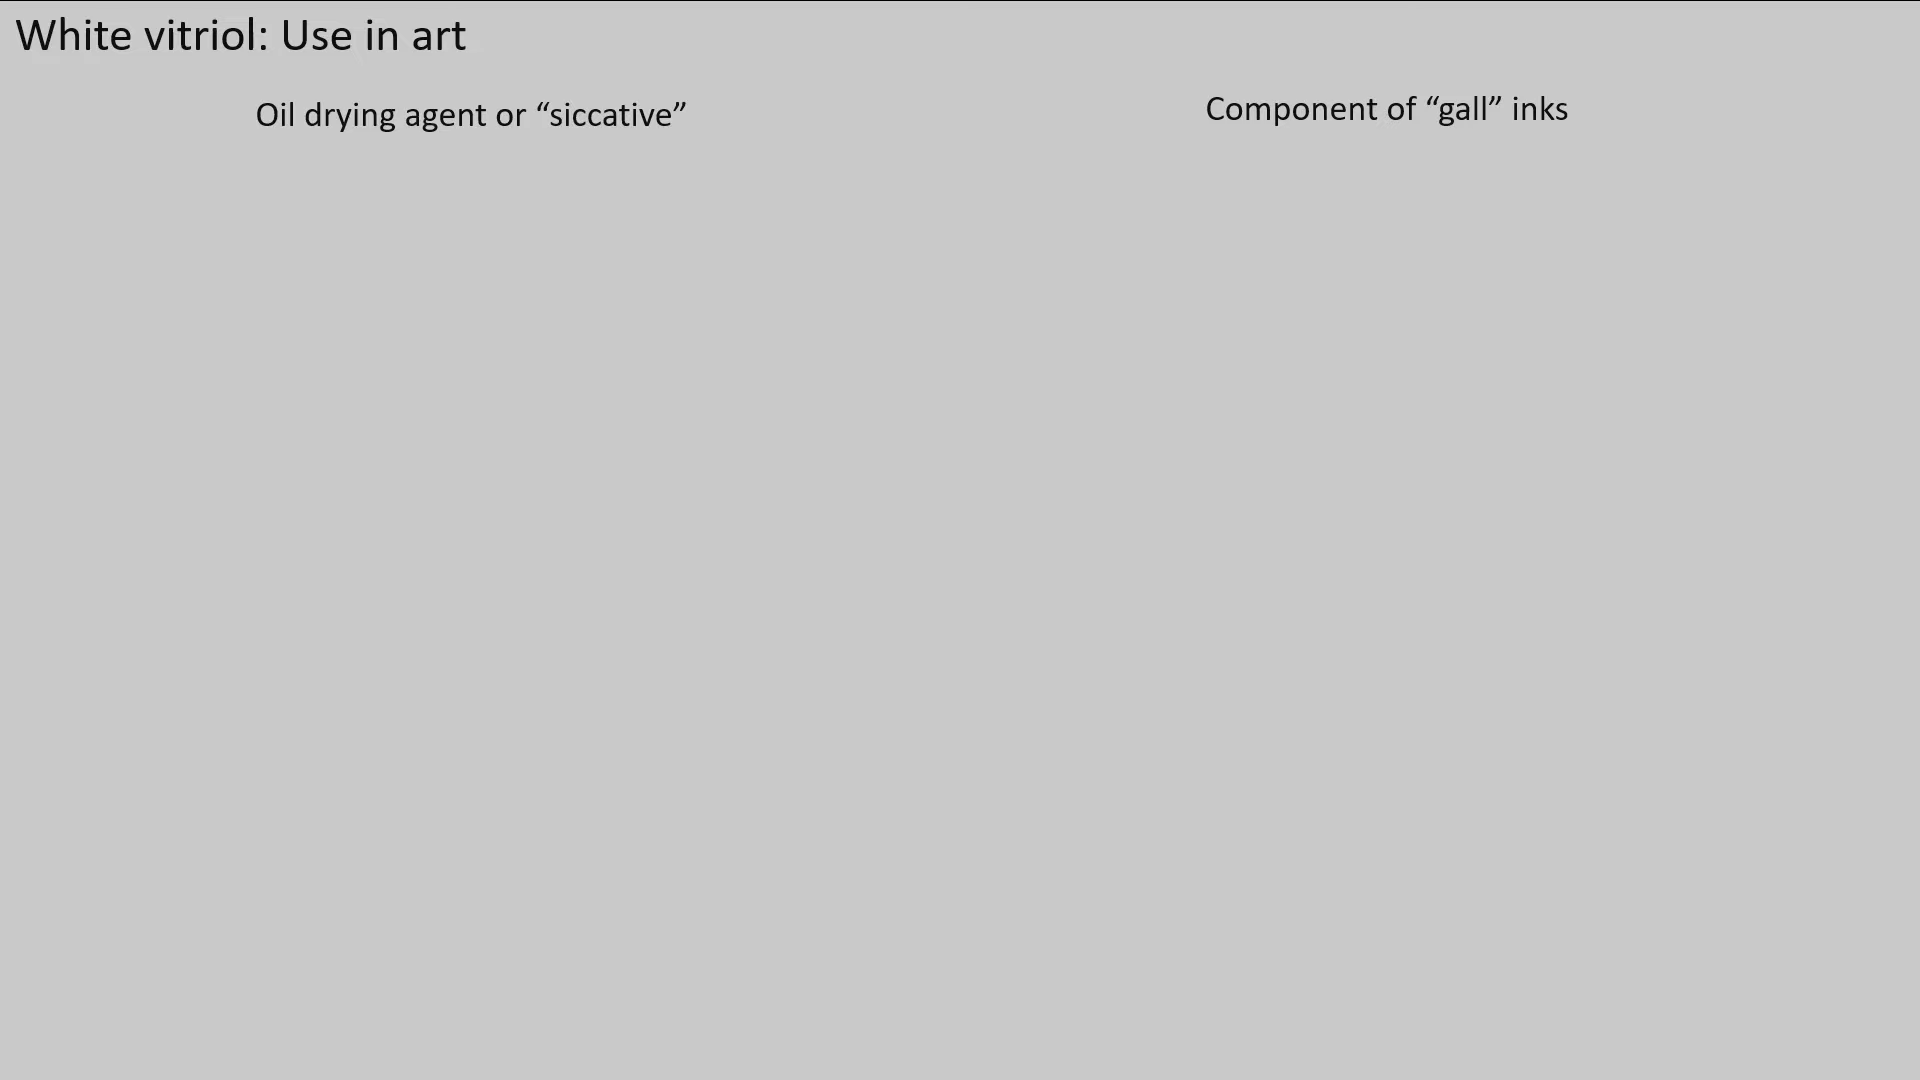 White vitriol: Use in art
Oil drying agent or “siccative”
Component of “gall” inks